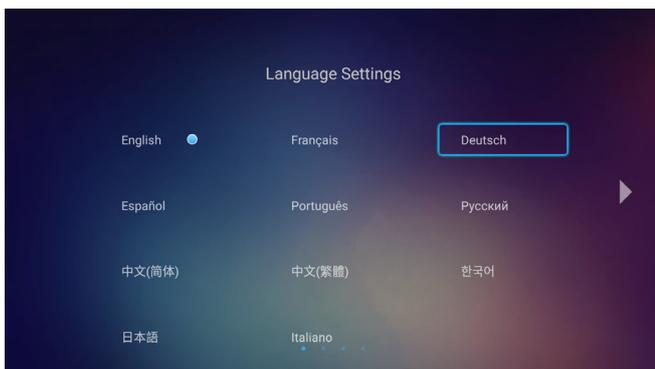 Language Settings
English Français Deutsch
Español Português Русский
中文(简体) 中文(繁體) 한국어
日本語 Italiano